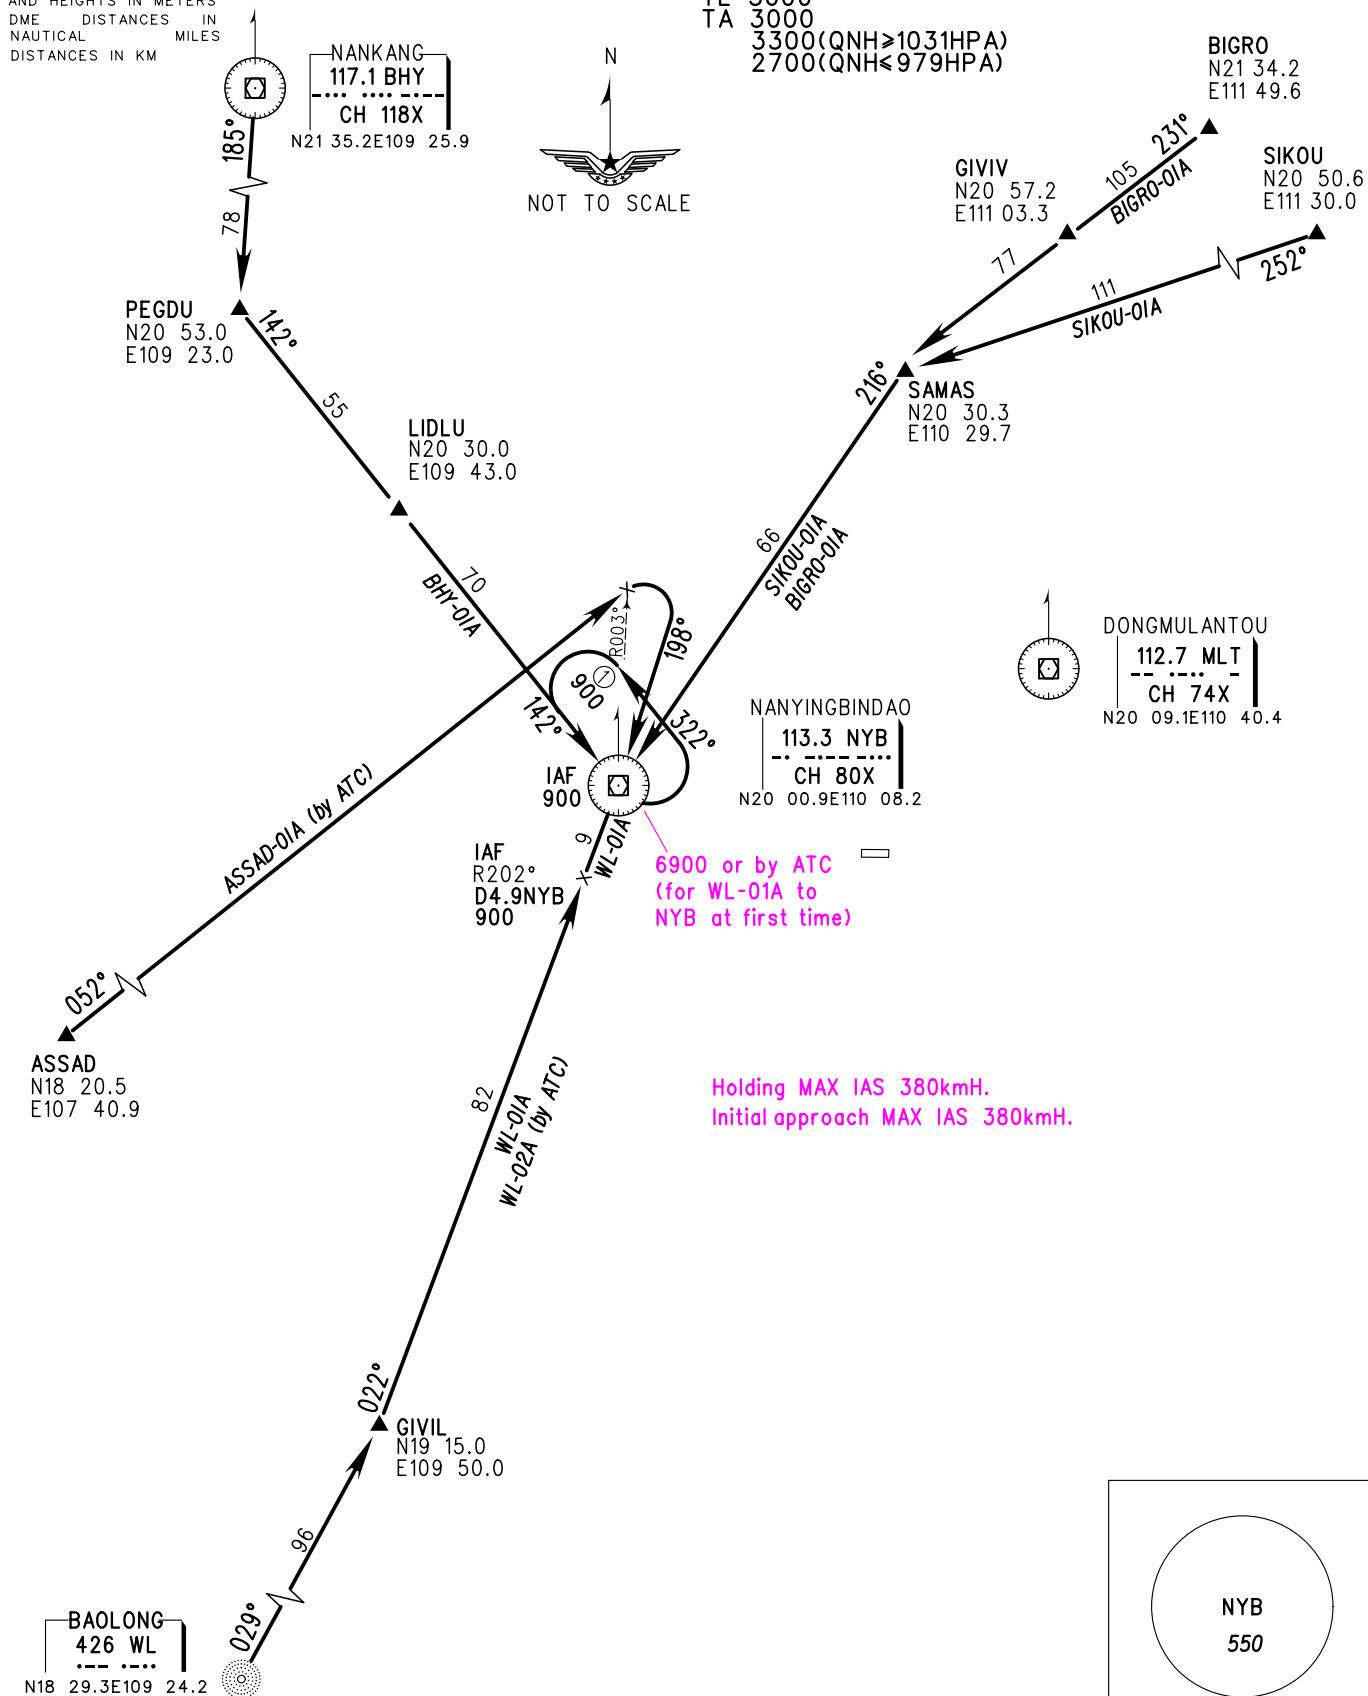 AND HEIGHTS IN METERS
DME DISTANCES IN
NAUTICAL MILES
DISTANCES IN KM
TL 3600
TA 3000
3300(QNH≥1031HPA)
2700(QNH≤979HPA)
NANKANG
117.1 BHY
CH 118X
N21 35.2E109 25.9
N
NOT TO SCALE
BIGRO
N21 34.2
E111 49.6
231°
105
BIGRO-01A
GIVIV
N20 57.2
E111 03.3
SIKOU
N20 50.6
E111 30.0
252°
111
SIKOU-01A
77
185°
78
PEGDU
N20 53.0
E109 23.0
142°
55
LIDLU
N20 30.0
E109 43.0
70
BHY-01A
216°
SAMAS
N20 30.3
E110 29.7
66
SIKOU-01A
BIGRO-01A
R003°
198°
1
900
142°
322°
DONGMULANTOU
112.7 MLT
CH 74X
N20 09.1E110 40.4
NANYINGBINDAO
113.3 NYB
CH 80X
N20 00.9E110 08.2
IAF
900
9
WL-01A
IAF
R202°
D4.9NYB
900
6900 or by ATC
(for WL-01A to
NYB at first time)
ASSAD-01A (by ATC)
052°
ASSAD
N18 20.5
E107 40.9
82
WL-01A
WL-02A (by ATC)
Holding MAX IAS 380kmH.
Initial approach MAX IAS 380kmH.
022°
GIVIL
N19 15.0
E109 50.0
96
029°
BAOLONG
426 WL
N18 29.3E109 24.2
NYB
550